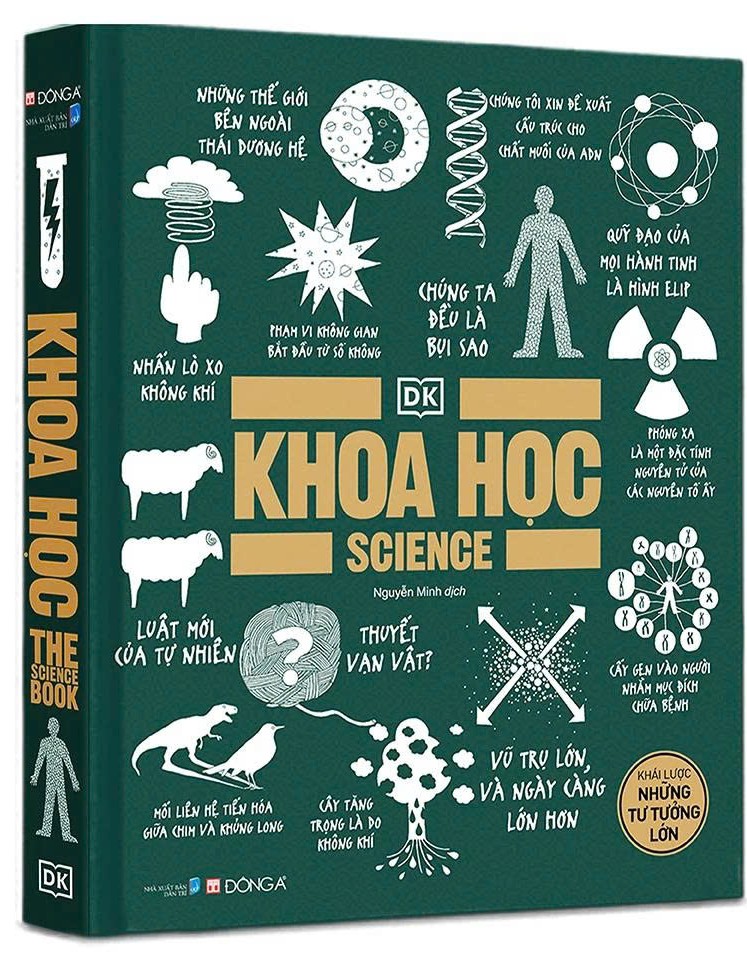 ĐÔNG A
NHÀ XUẤT BẢN
DÂN TRÍ
KHOA HỌC
THE
SCIENCE
BOOK
DK
NHỮNG THẾ GIỚI
BÊN NGOÀI
THÁI DƯƠNG HỆ
CHÚNG TÔI XIN ĐỀ XUẤT
CẤU TRÚC CHO
CHẤT MUỐI CỦA ADN
QUỸ ĐẠO CỦA
MỌI HÀNH TINH
LÀ HÌNH ELIP
NHẤN LÒ XO
KHÔNG KHÍ
PHẠM VI KHÔNG GIAN
BẮT ĐẦU TỪ SỐ KHÔNG
CHÚNG TA
ĐỀU LÀ
BỤI SAO
PHÓNG XẠ
LÀ MỘT ĐẶC TÍNH
NGUYÊN TỬ CỦA
CÁC NGUYÊN TỐ ẤY
DK
KHOA HỌC
SCIENCE
Nguyễn Minh dịch
LUẬT MỚI
CỦA TỰ NHIÊN
?
THUYẾT
VẠN VẬT?
CẤY GEN VÀO NGƯỜI
NHẰM MỤC ĐÍCH
CHỮA BỆNH
MỐI LIÊN HỆ TIẾN HÓA
GIỮA CHIM VÀ KHỦNG LONG
CÂY TĂNG
TRỌNG LÀ DO
KHÔNG KHÍ
VŨ TRỤ LỚN,
VÀ NGÀY CÀNG
LỚN HƠN
KHÁI LƯỢC
NHỮNG
TƯ TƯỞNG
LỚN
NHÀ XUẤT BẢN
DÂN TRÍ
ĐÔNG A